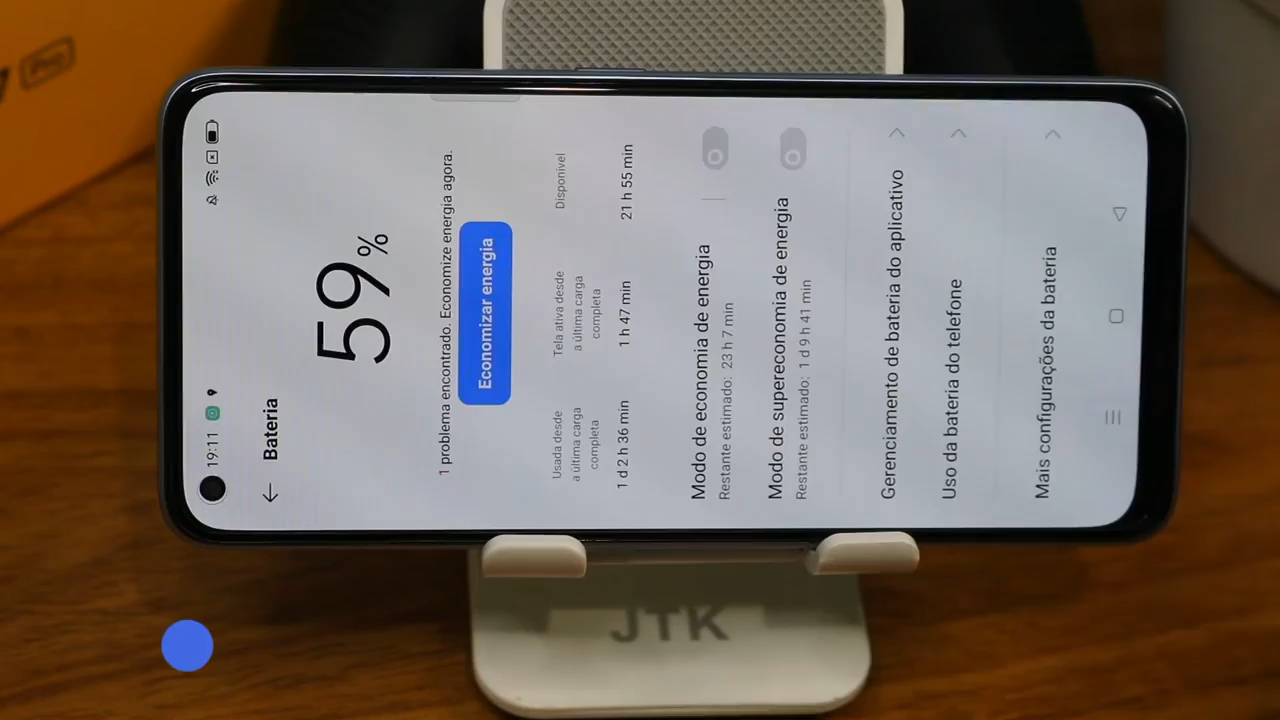 19:11
Bateria
59%
1 problema encontrado. Economize energia agora.
Economizar energia
Usada desde
a última carga
completa
1 d 2 h 36 min
Tela ativa desde
a última carga
completa
1 h 47 min
Disponível
21 h 55 min
Modo de economia de energia
Restante estimado: 23 h 7 min
Modo de supereconomia de energia
Restante estimado: 1 d 9 h 41 min
Gerenciamento de bateria do aplicativo
Uso da bateria do telefone
Mais configurações da bateria
JTK
Pro